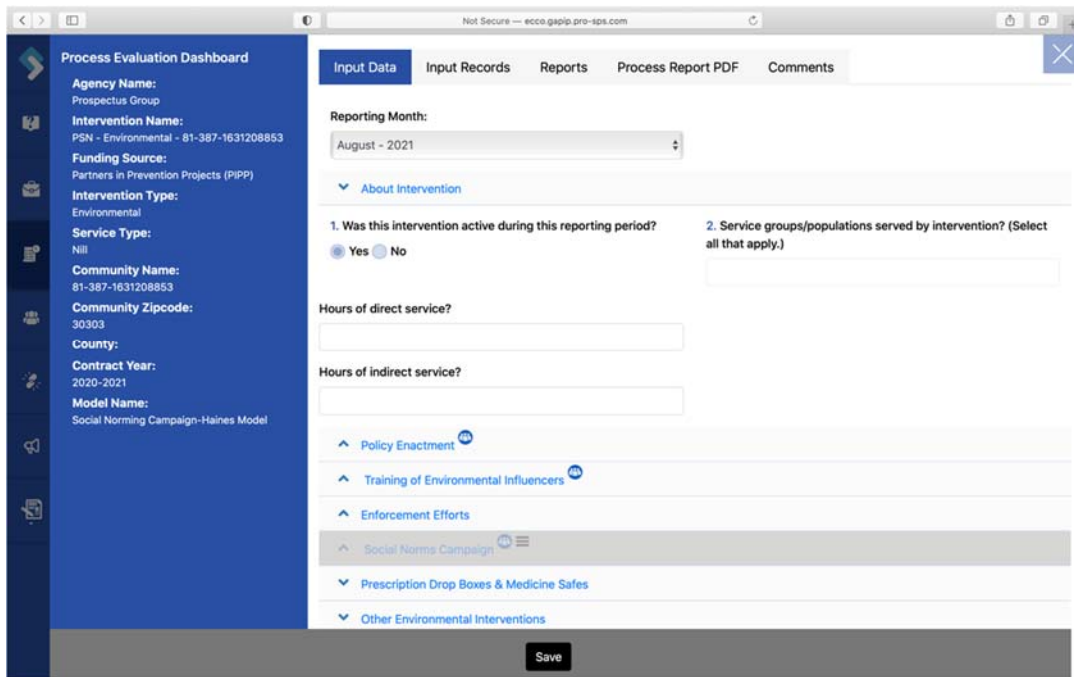 Not Secure — ecco.gapip.pro-sps.com
Process Evaluation Dashboard
Agency Name:
Prospectus Group
Intervention Name:
PSN - Environmental - 81-387-1631208853
Funding Source:
Partners in Prevention Projects (PIPP)
Intervention Type:
Environmental
Service Type:
Nill
Community Name:
81-387-1631208853
Community Zipcode:
30303
County:
Contract Year:
2020-2021
Model Name:
Social Norming Campaign-Haines Model
Input Data Input Records Reports Process Report PDF Comments
Reporting Month:
August - 2021
About Intervention
1. Was this intervention active during this reporting period?
Yes No
2. Service groups/populations served by intervention? (Select
all that apply.)
Hours of direct service?
Hours of indirect service?
Policy Enactment
Training of Environmental Influencers
Enforcement Efforts
Social Norms Campaign
Prescription Drop Boxes & Medicine Safes
Other Environmental Interventions
Save